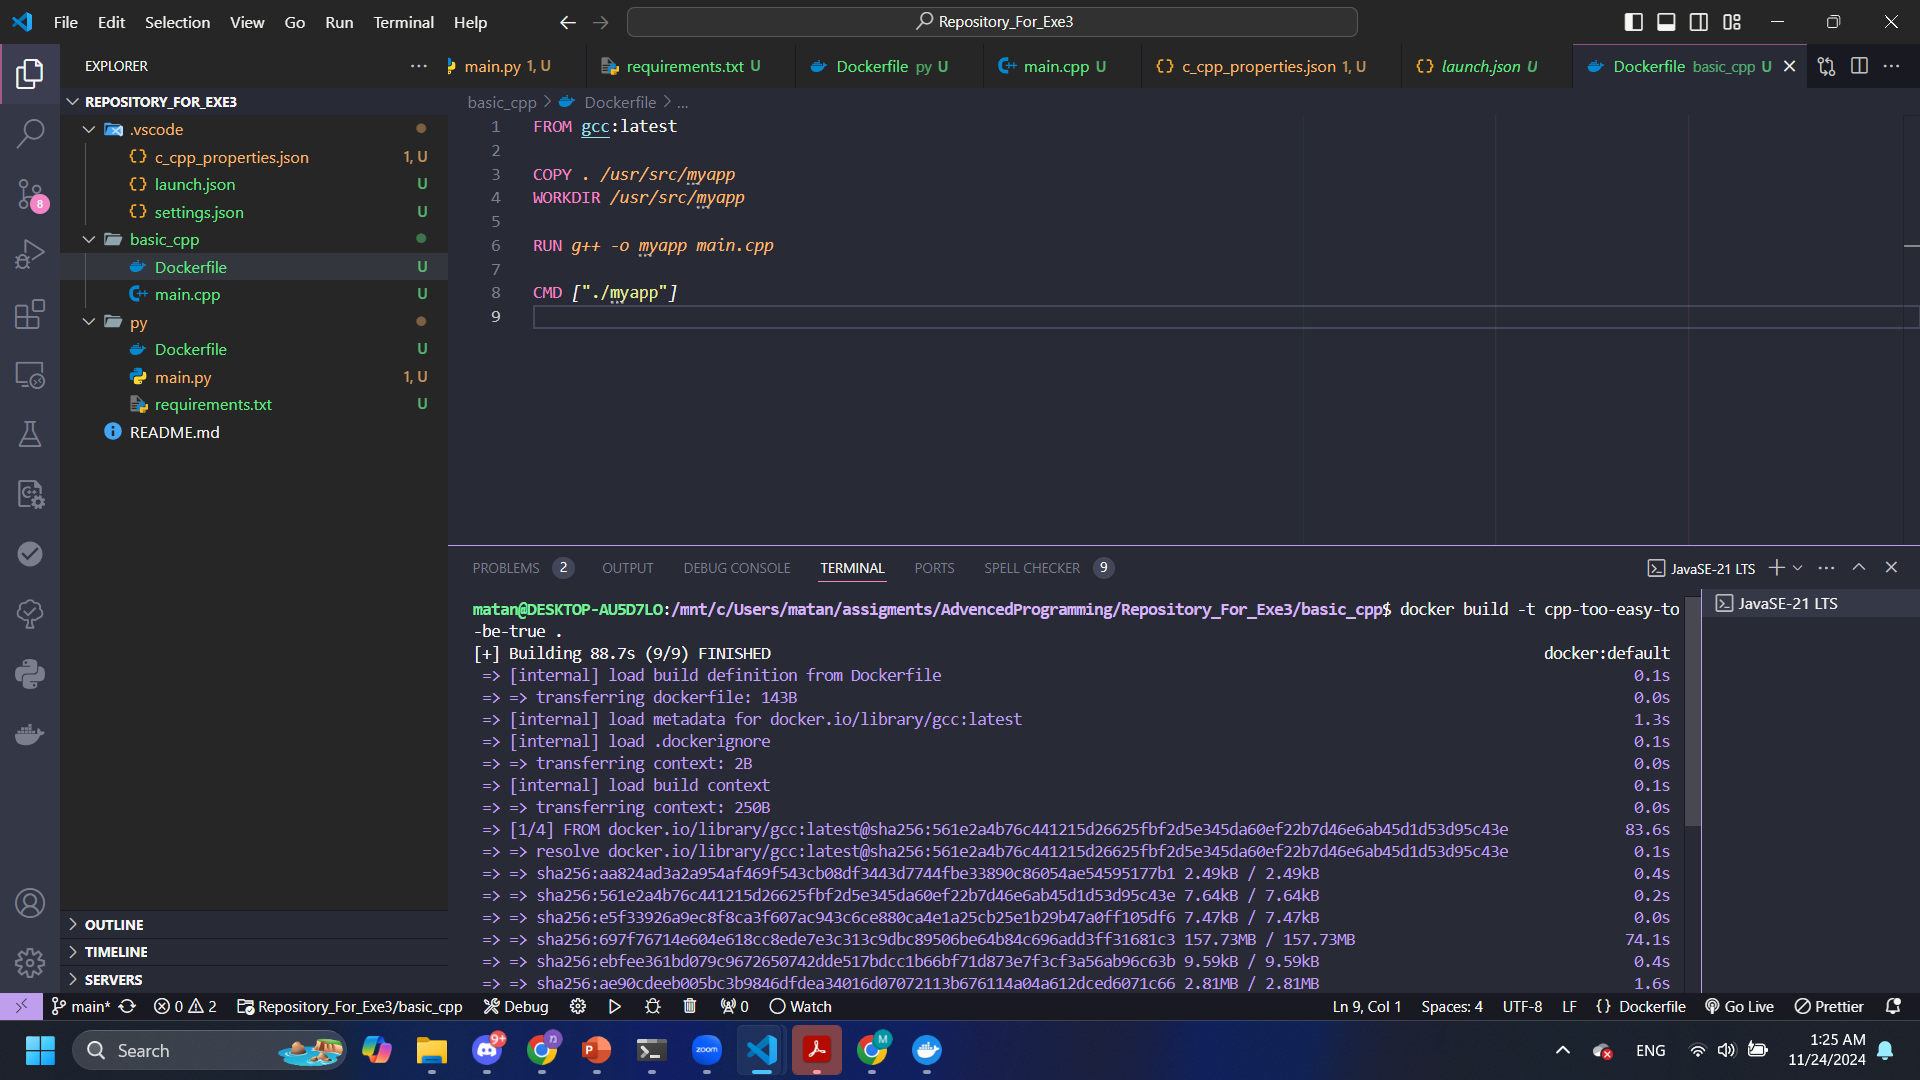 File Edit Selection View Go Run Terminal Help
Repository_For_Exe3
EXPLORER
main.py 1, U
requirements.txt U
Dockerfile py U
main.cpp U
c_cpp_properties.json 1, U
launch.json U
Dockerfile basic_cpp U
REPOSITORY_FOR_EXE3
.vscode
c_cpp_properties.json 1, U
launch.json U
settings.json U
basic_cpp
Dockerfile U
main.cpp U
py
Dockerfile U
main.py 1, U
requirements.txt U
README.md
OUTLINE
TIMELINE
SERVERS
8
basic_cpp > Dockerfile > ...
1 FROM gcc:latest
2
3 COPY . /usr/src/myapp
4 WORKDIR /usr/src/myapp
5
6 RUN g++ -o myapp main.cpp
7
8 CMD ["./myapp"]
9
PROBLEMS 2 OUTPUT DEBUG CONSOLE TERMINAL PORTS SPELL CHECKER 9
JavaSE-21 LTS
JavaSE-21 LTS
matan@DESKTOP-AU5D7LO:/mnt/c/Users/matan/assigments/AdvencedProgramming/Repository_For_Exe3/basic_cpp$ docker build -t cpp-too-easy-to
-be-true .
[+] Building 88.7s (9/9) FINISHED docker:default
=> [internal] load build definition from Dockerfile 0.1s
=> => transferring dockerfile: 143B 0.0s
=> [internal] load metadata for docker.io/library/gcc:latest 1.3s
=> [internal] load .dockerignore 0.1s
=> => transferring context: 2B 0.0s
=> [internal] load build context 0.1s
=> => transferring context: 250B 0.0s
=> [1/4] FROM docker.io/library/gcc:latest@sha256:561e2a4b76c441215d26625fbf2d5e345da60ef22b7d46e6ab45d1d53d95c43e 83.6s
=> => resolve docker.io/library/gcc:latest@sha256:561e2a4b76c441215d26625fbf2d5e345da60ef22b7d46e6ab45d1d53d95c43e 0.1s
=> => sha256:aa824ad3a2a954af469f543cb08df3443d7744fbe33890c86054ae54595177b1 2.49kB / 2.49kB 0.4s
=> => sha256:561e2a4b76c441215d26625fbf2d5e345da60ef22b7d46e6ab45d1d53d95c43e 7.64kB / 7.64kB 0.2s
=> => sha256:e5f33926a9ec8f8ca3f607ac943c6ce880ca4e1a25cb25e1b29b47a0ff105df6 7.47kB / 7.47kB 0.0s
=> => sha256:697f76714e604e618cc8ede7e3c313c9dbc89506be64b84c696add3ff31681c3 157.73MB / 157.73MB 74.1s
=> => sha256:ebfee361bd079c9672650742dde517bdcc1b66bf71d873e7f3cf3a56ab96c63b 9.59kB / 9.59kB 0.4s
=> => sha256:ae90cdeeb005bc3b9846dfdea34016d07072113b676114a04a612dced6071c66 2.81MB / 2.81MB 1.6s
main* 0 2 Repository_For_Exe3/basic_cpp Debug 0 Watch Ln 9, Col 1 Spaces: 4 UTF-8 LF {} Dockerfile Go Live Prettier
Search
9+
n
P
zoom
M
ENG
1:25 AM
11/24/2024